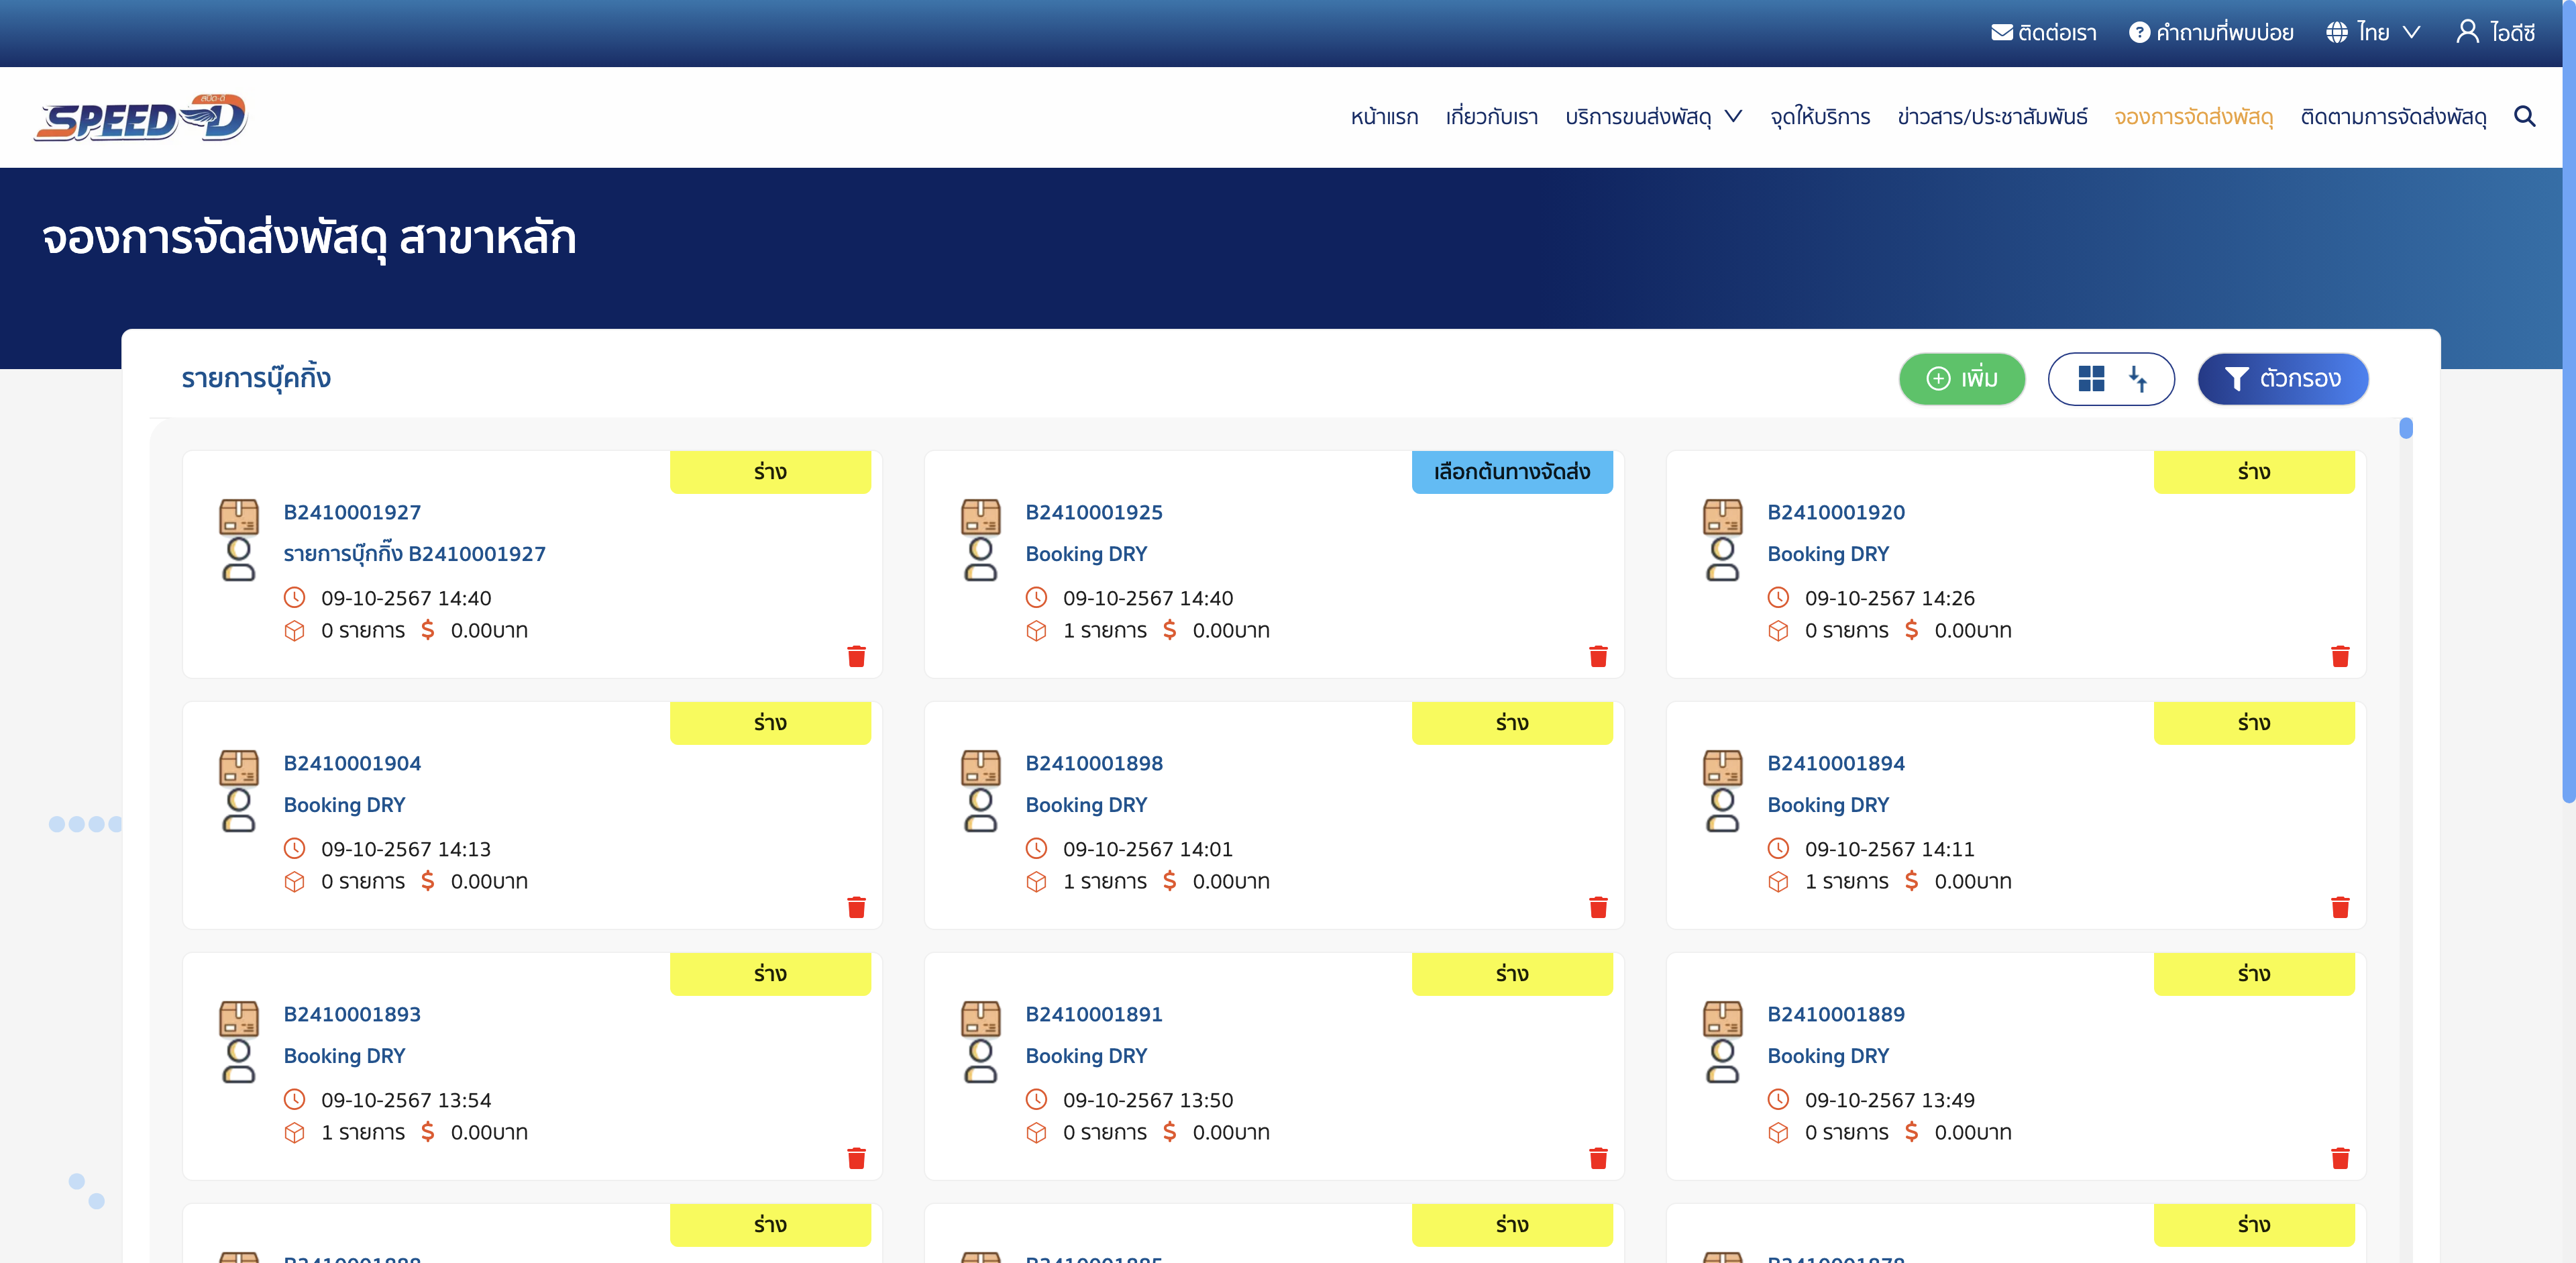 ติดต่อเรา คำถามที่พบบ่อย ไทย ไอดีซี
สปีด-ดี
SPEED-D
หน้าแรก เกี่ยวกับเรา บริการขนส่งพัสดุ จุดให้บริการ ข่าวสาร/ประชาสัมพันธ์ จองการจัดส่งพัสดุ ติดตามการจัดส่งพัสดุ
จองการจัดส่งพัสดุ สาขาหลัก
รายการบุ๊คกิ้ง
เพิ่ม
ตัวกรอง
ร่าง
B2410001927
รายการบุ๊กกิ๊ง B2410001927
09-10-2567 14:40
0 รายการ $ 0.00บาท
เลือกต้นทางจัดส่ง
B2410001925
Booking DRY
09-10-2567 14:40
1 รายการ $ 0.00บาท
ร่าง
B2410001920
Booking DRY
09-10-2567 14:26
0 รายการ $ 0.00บาท
ร่าง
B2410001904
Booking DRY
09-10-2567 14:13
0 รายการ $ 0.00บาท
ร่าง
B2410001898
Booking DRY
09-10-2567 14:01
1 รายการ $ 0.00บาท
ร่าง
B2410001894
Booking DRY
09-10-2567 14:11
1 รายการ $ 0.00บาท
ร่าง
B2410001893
Booking DRY
09-10-2567 13:54
1 รายการ $ 0.00บาท
ร่าง
B2410001891
Booking DRY
09-10-2567 13:50
0 รายการ $ 0.00บาท
ร่าง
B2410001889
Booking DRY
09-10-2567 13:49
0 รายการ $ 0.00บาท
ร่าง
ร่าง
ร่าง